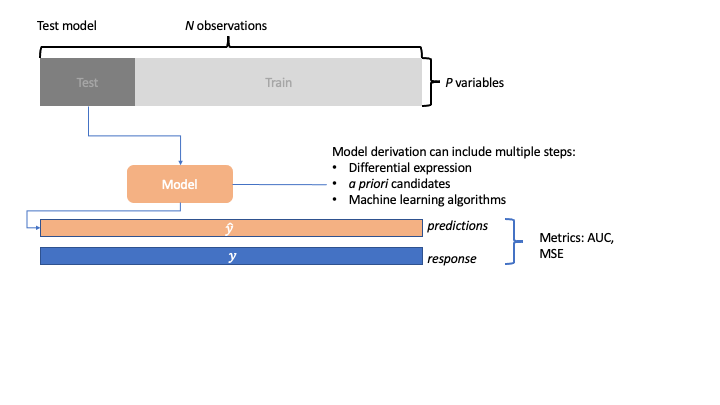 Test model
N observations
Test
Train
P variables
Model derivation can include multiple steps:
• Differential expression
• a priori candidates
• Machine learning algorithms
Model
ŷ
predictions
y
response
Metrics: AUC,
MSE